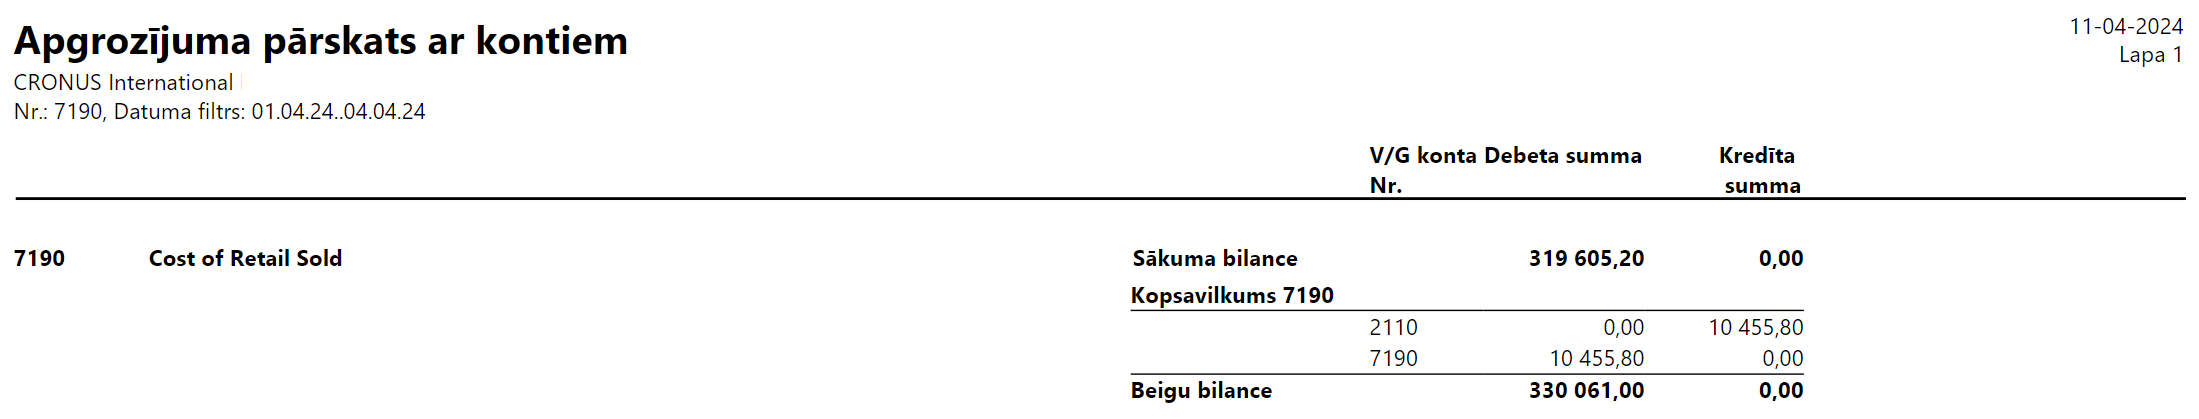 Apgrozījuma pārskats ar kontiem
11-04-2024
Lapa 1
CRONUS International
Nr.: 7190, Datuma filtrs: 01.04.24..04.04.24
V/G konta Debeta summa Kredīta
Nr. summa
7190 Cost of Retail Sold Sākuma bilance 319 605,20 0,00
Kopsavilkums 7190
2110 0,00 10 455,80
7190 10 455,80 0,00
Beigu bilance 330 061,00 0,00